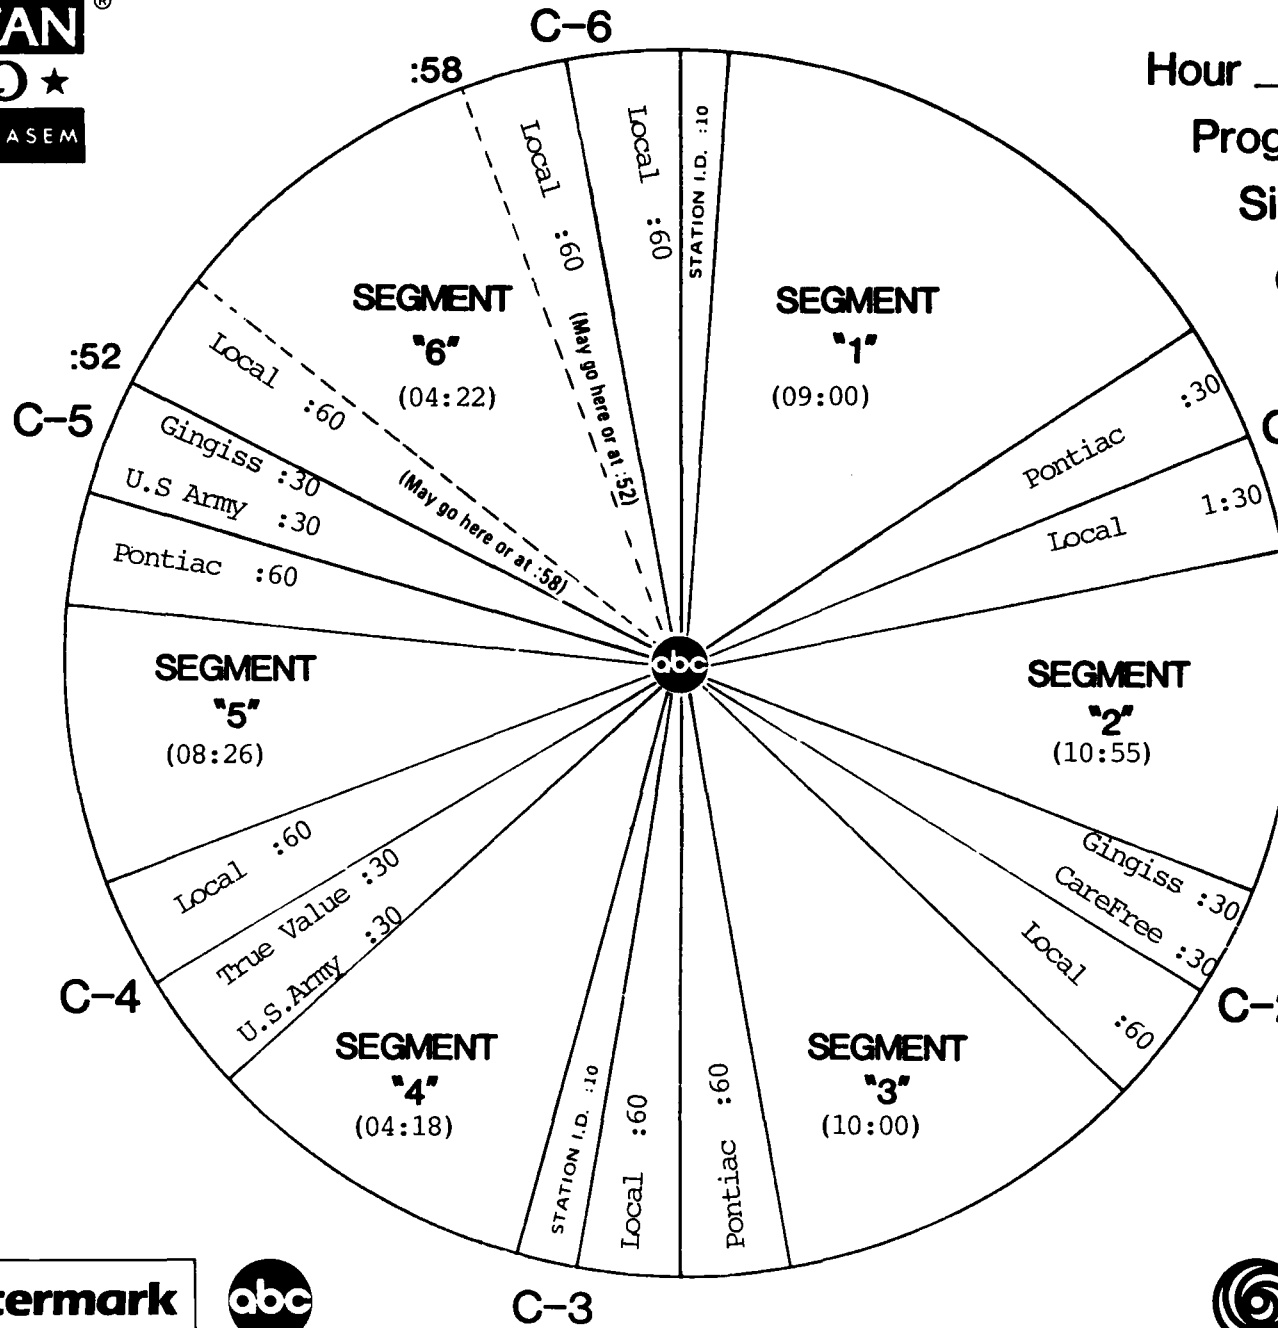 ®
C-6
:58
ASEM
Hour
Local :60
Local :60
STATION I.D. :10
SEGMENT
"1"
(09:00)
Pontiac :30
Local 1:30
SEGMENT
"2"
(10:55)
Gingiss :30
CareFree :30
Local :60
SEGMENT
"3"
(10:00)
Pontiac :60
C-3
Local :60
STATION I.D. :10
SEGMENT
"4"
(04:18)
U.S.Army :30
True Value :30
C-4
Local :60
SEGMENT
"5"
(08:26)
Pontiac :60
U.S Army :30
Gingiss :30
C-5
:52
Local :60
(May go here or at :58)
SEGMENT
"6"
(04:22)
(May go here or at :52)
abc
abc